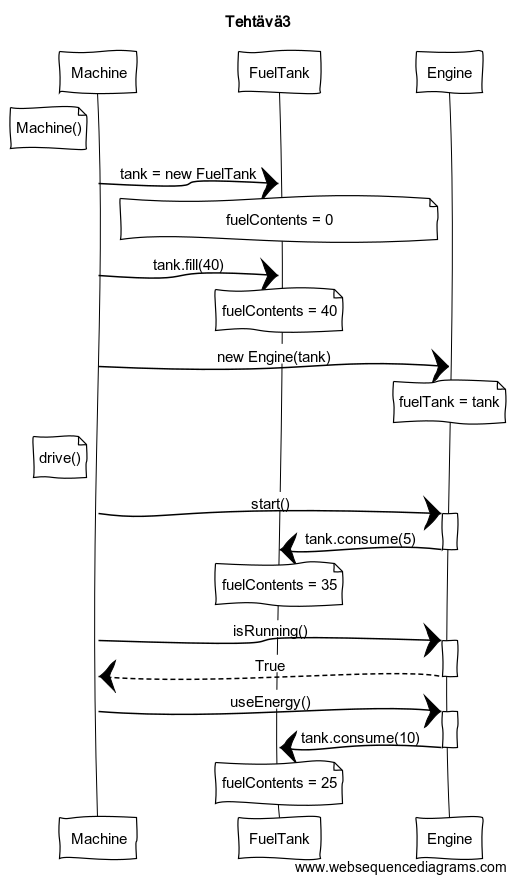 Tehtävä3
Machine
FuelTank
Engine
Machine()
tank = new FuelTank
fuelContents = 0
tank.fill(40)
fuelContents = 40
new Engine(tank)
fuelTank = tank
drive()
start()
tank.consume(5)
fuelContents = 35
isRunning()
True
useEnergy()
tank.consume(10)
fuelContents = 25
Machine
FuelTank
Engine
www.websequencediagrams.com